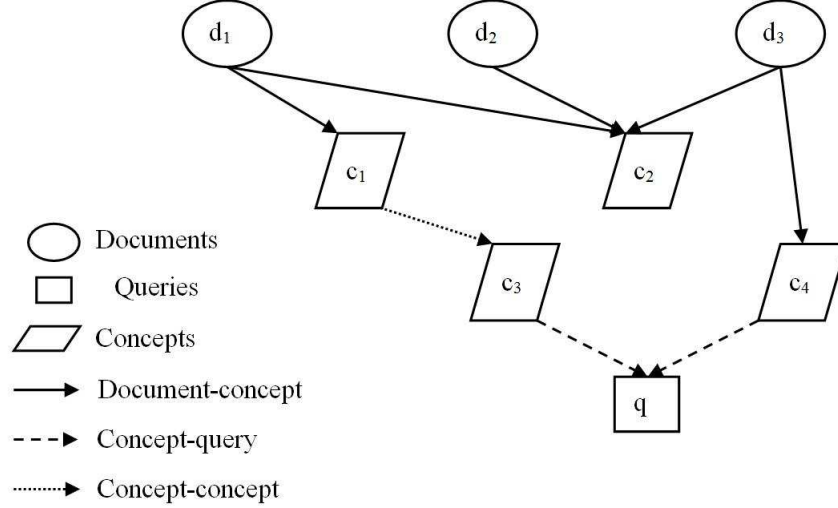 d₁ d₂ d₃
c₁ c₂
c₃ c₄
q
Documents
Queries
Concepts
Document-concept
Concept-query
Concept-concept